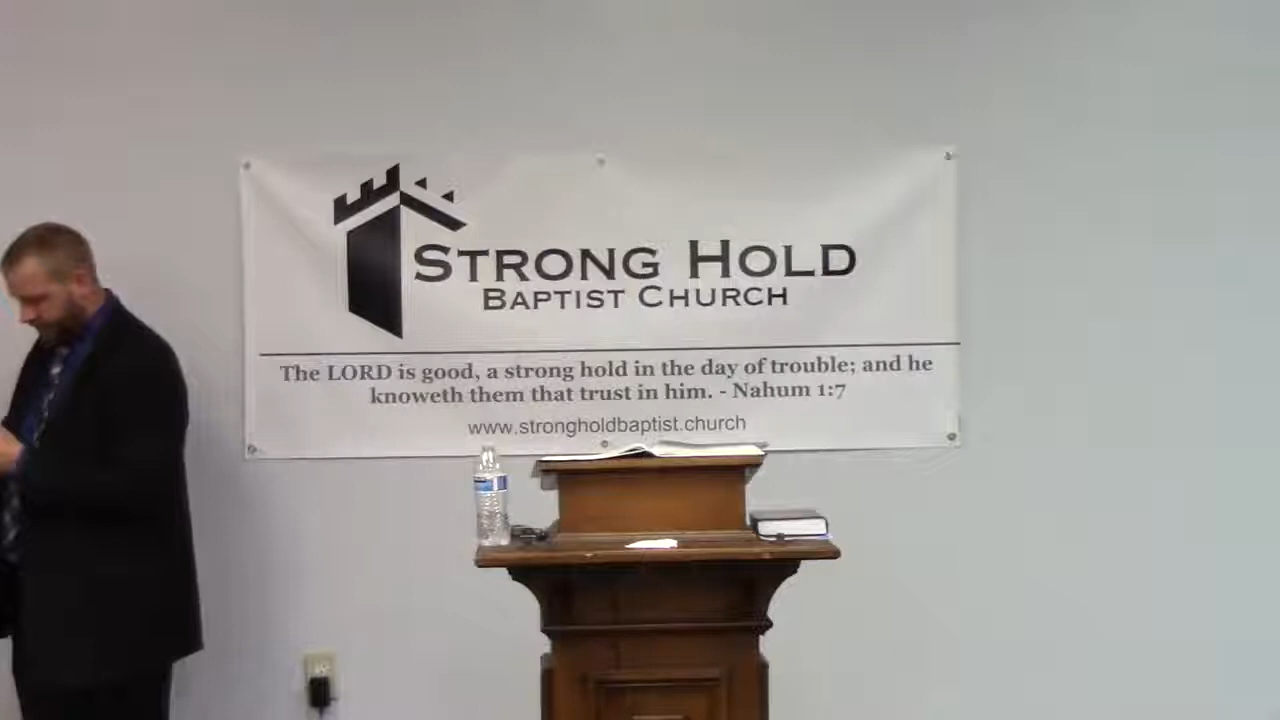 STRONG HOLD
BAPTIST CHURCH
The LORD is good, a strong hold in the day of trouble; and he
knoweth them that trust in him. - Nahum 1:7
www.strongholdbaptist.church